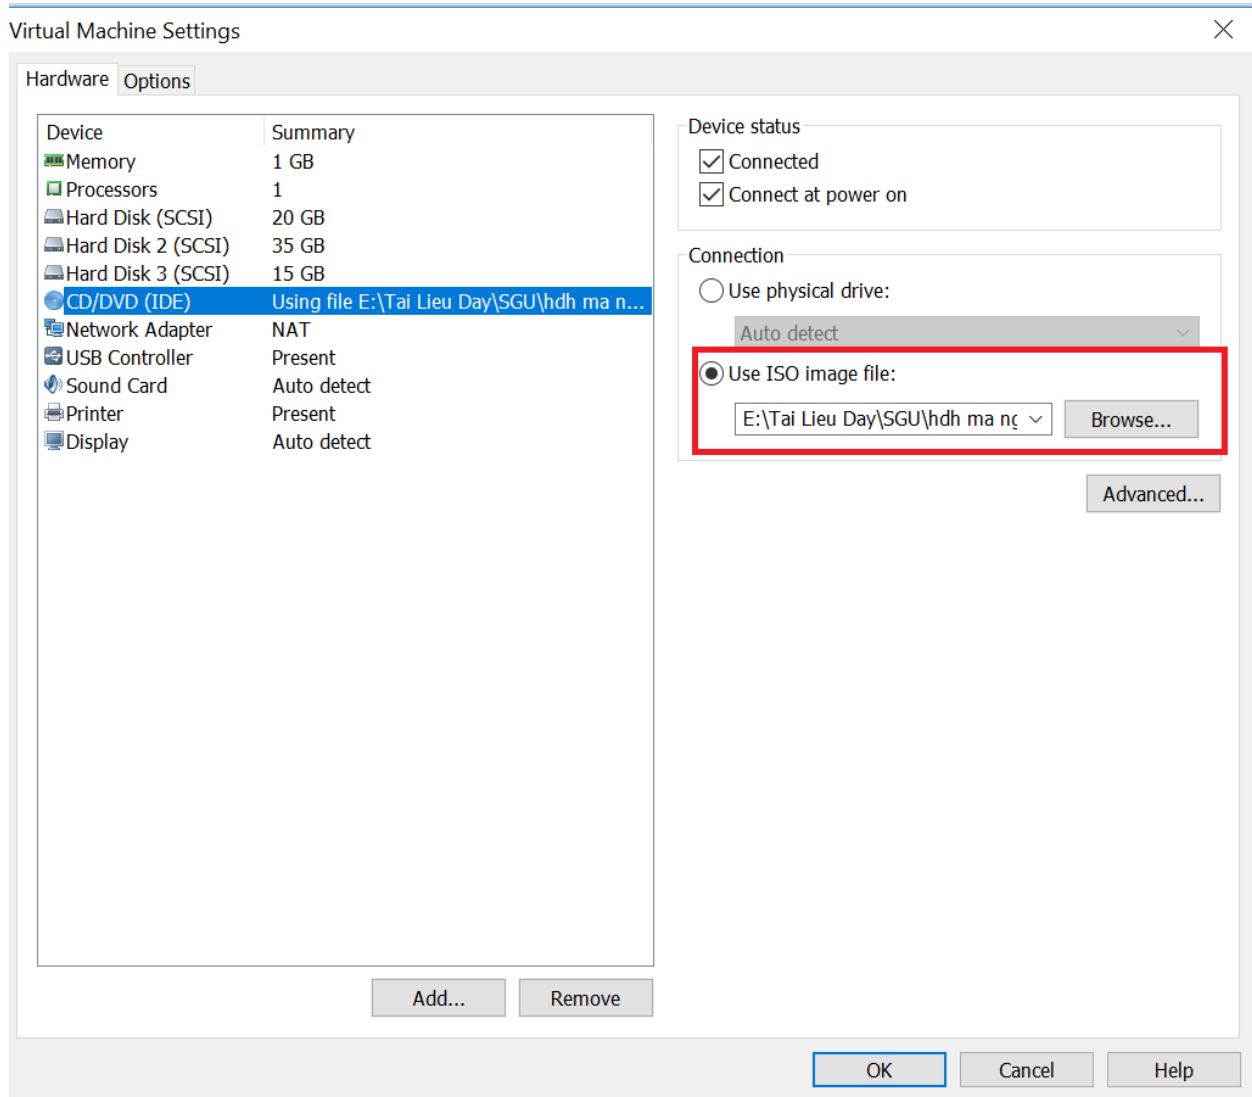 Virtual Machine Settings
Hardware Options
Device Summary
Memory 1 GB
Processors 1
Hard Disk (SCSI) 20 GB
Hard Disk 2 (SCSI) 35 GB
Hard Disk 3 (SCSI) 15 GB
CD/DVD (IDE) Using file E:\Tai Lieu Day\SGU\hdh ma n...
Network Adapter NAT
USB Controller Present
Sound Card Auto detect
Printer Present
Display Auto detect
Add... Remove
Device status
Connected
Connect at power on
Connection
Use physical drive:
Auto detect
Use ISO image file:
E:\Tai Lieu Day\SGU\hdh ma ng Browse...
Advanced...
OK Cancel Help